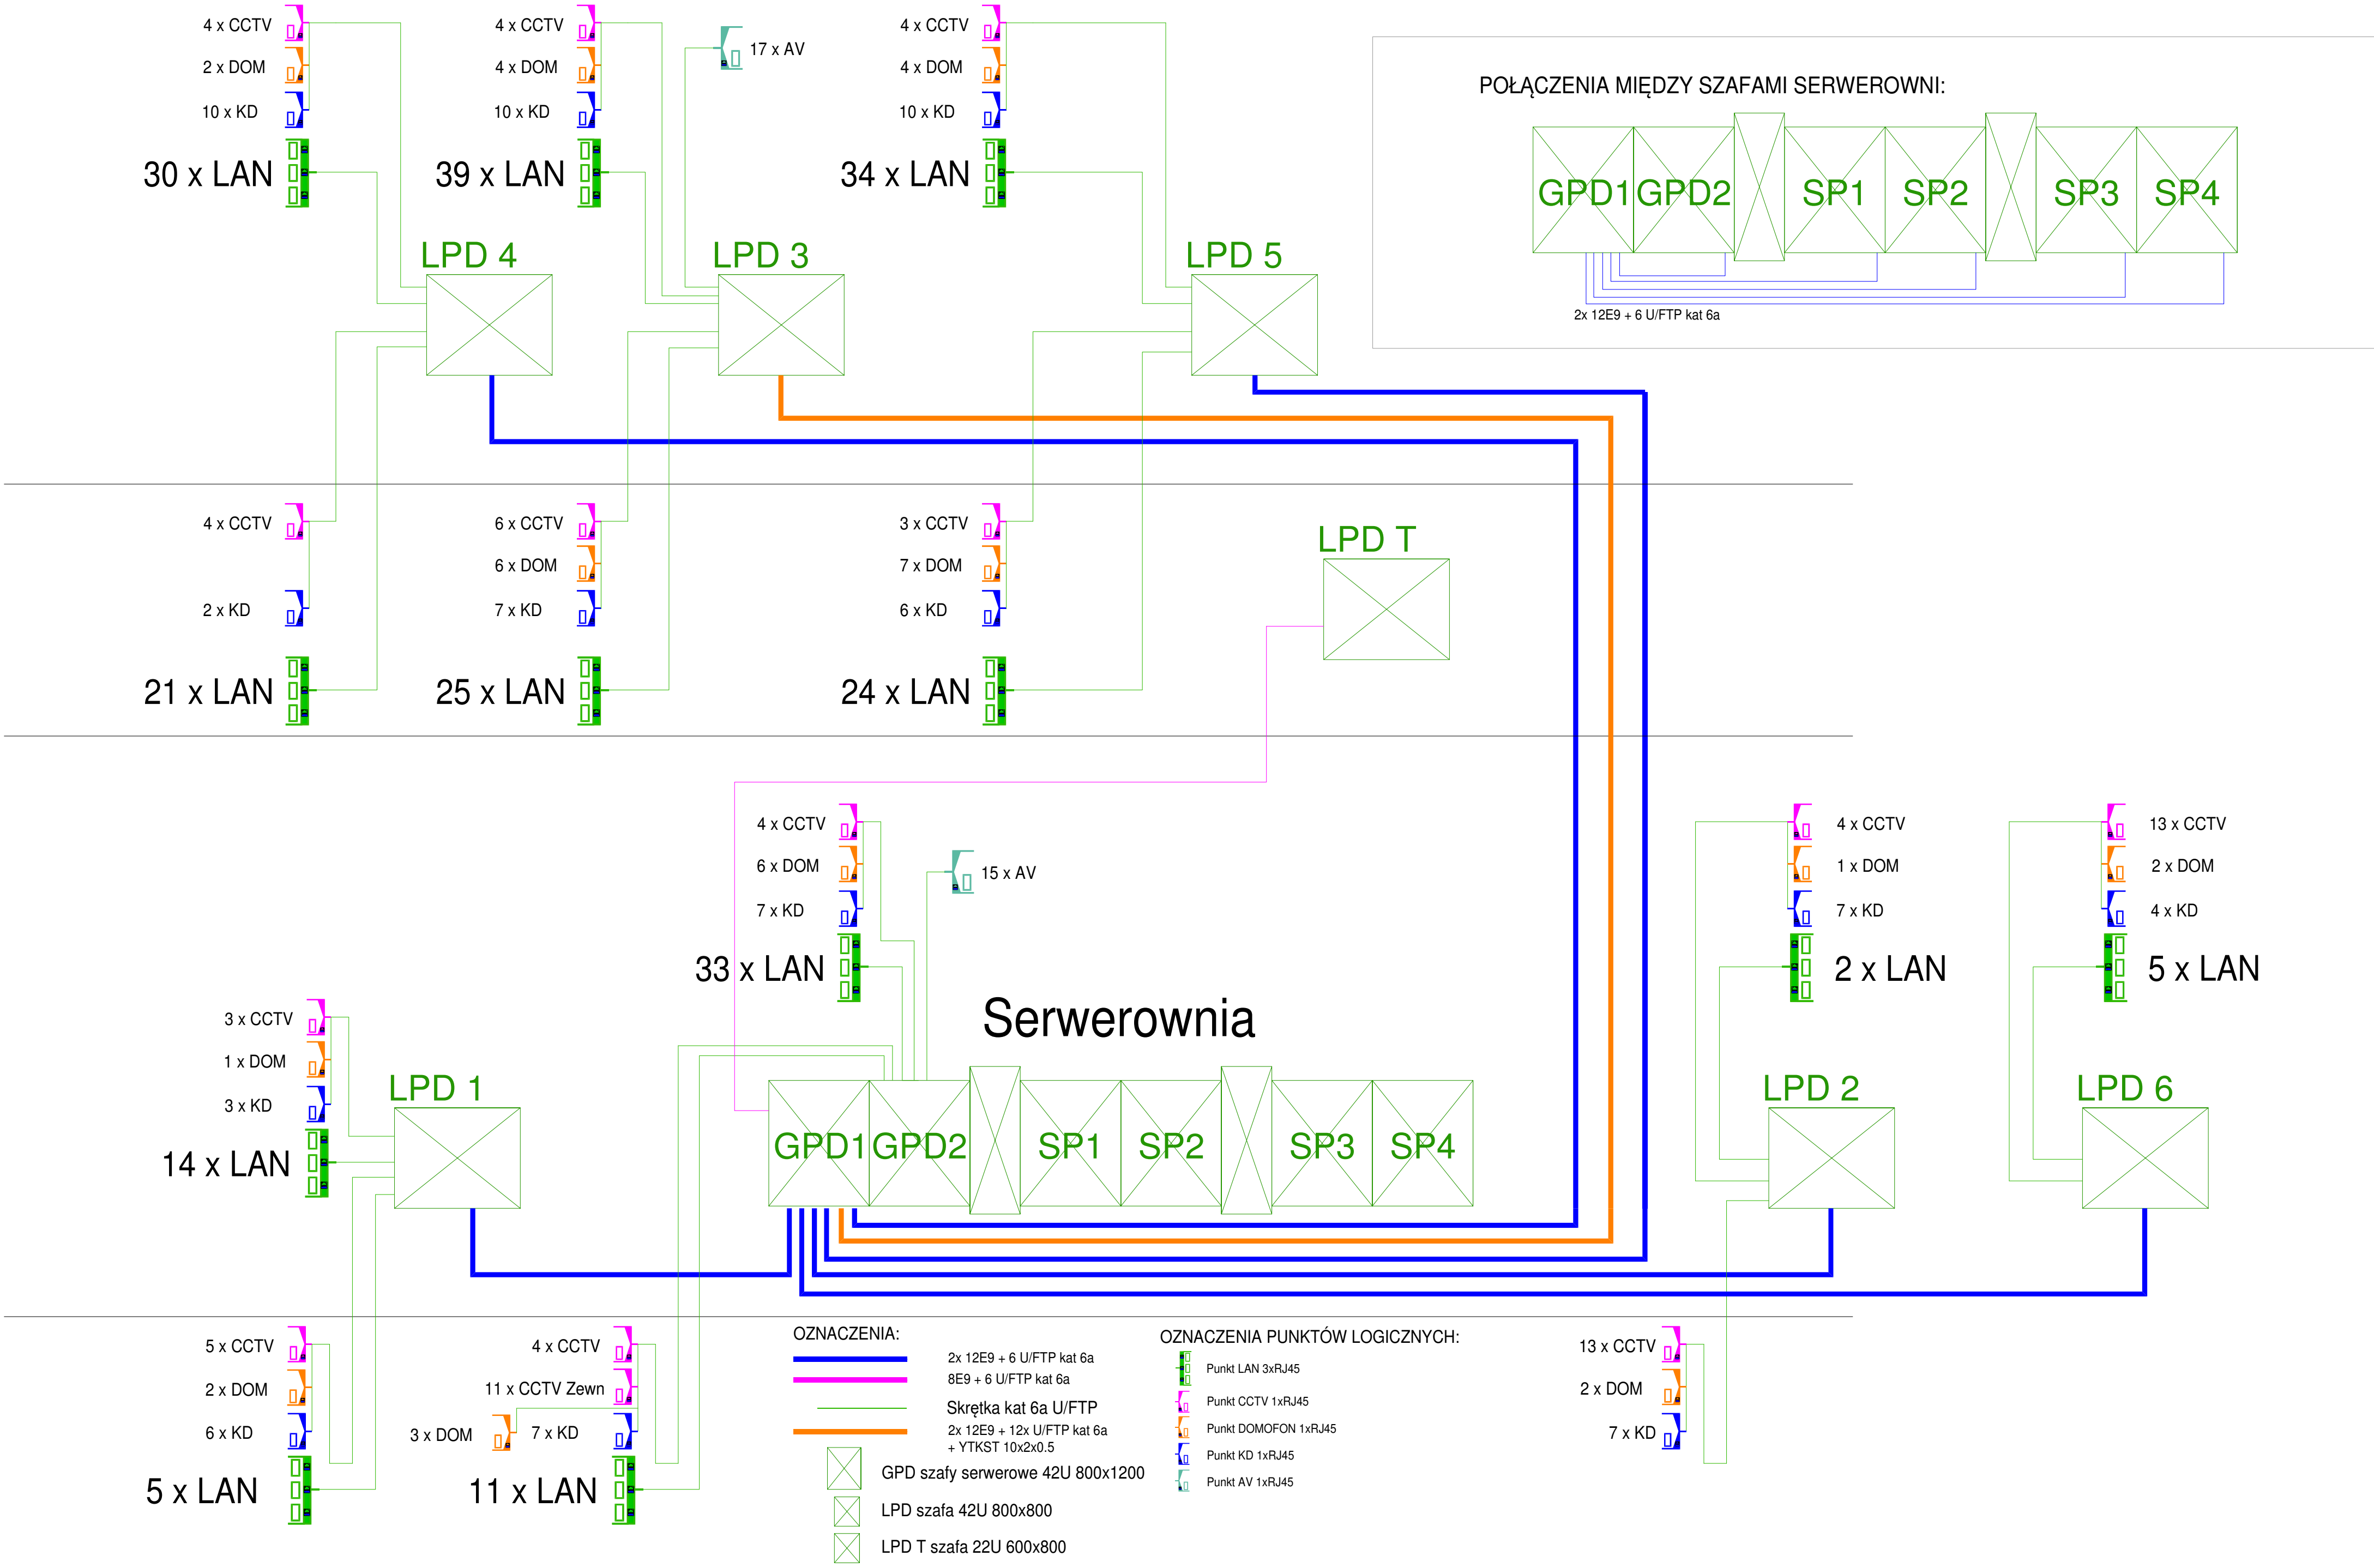 4 x CCTV
2 x DOM
10 x KD
30 x LAN
LPD 4
4 x CCTV
4 x DOM
10 x KD
39 x LAN
17 x AV
LPD 3
4 x CCTV
4 x DOM
10 x KD
34 x LAN
LPD 5
POŁĄCZENIA MIĘDZY SZAFAMI SERWEROWNI:
GPD1 GPD2 SP1 SP2 SP3 SP4
2x 12E9 + 6 U/FTP kat 6a
4 x CCTV
2 x KD
21 x LAN
6 x CCTV
6 x DOM
7 x KD
25 x LAN
3 x CCTV
7 x DOM
6 x KD
24 x LAN
LPD T
4 x CCTV
6 x DOM
7 x KD
33 x LAN
15 x AV
Serwerownia
3 x CCTV
1 x DOM
3 x KD
14 x LAN
LPD 1
GPD1 GPD2 SP1 SP2 SP3 SP4
4 x CCTV
1 x DOM
7 x KD
2 x LAN
LPD 2
13 x CCTV
2 x DOM
4 x KD
5 x LAN
LPD 6
5 x CCTV
2 x DOM
6 x KD
5 x LAN
4 x CCTV
11 x CCTV Zewn
3 x DOM
7 x KD
11 x LAN
OZNACZENIA:
2x 12E9 + 6 U/FTP kat 6a
8E9 + 6 U/FTP kat 6a
Skrętka kat 6a U/FTP
2x 12E9 + 12x U/FTP kat 6a
+ YTKST 10x2x0.5
GPD szafy serwerowe 42U 800x1200
LPD szafa 42U 800x800
LPD T szafa 22U 600x800
OZNACZENIA PUNKTÓW LOGICZNYCH:
Punkt LAN 3xRJ45
Punkt CCTV 1xRJ45
Punkt DOMOFON 1xRJ45
Punkt KD 1xRJ45
Punkt AV 1xRJ45
13 x CCTV
2 x DOM
7 x KD